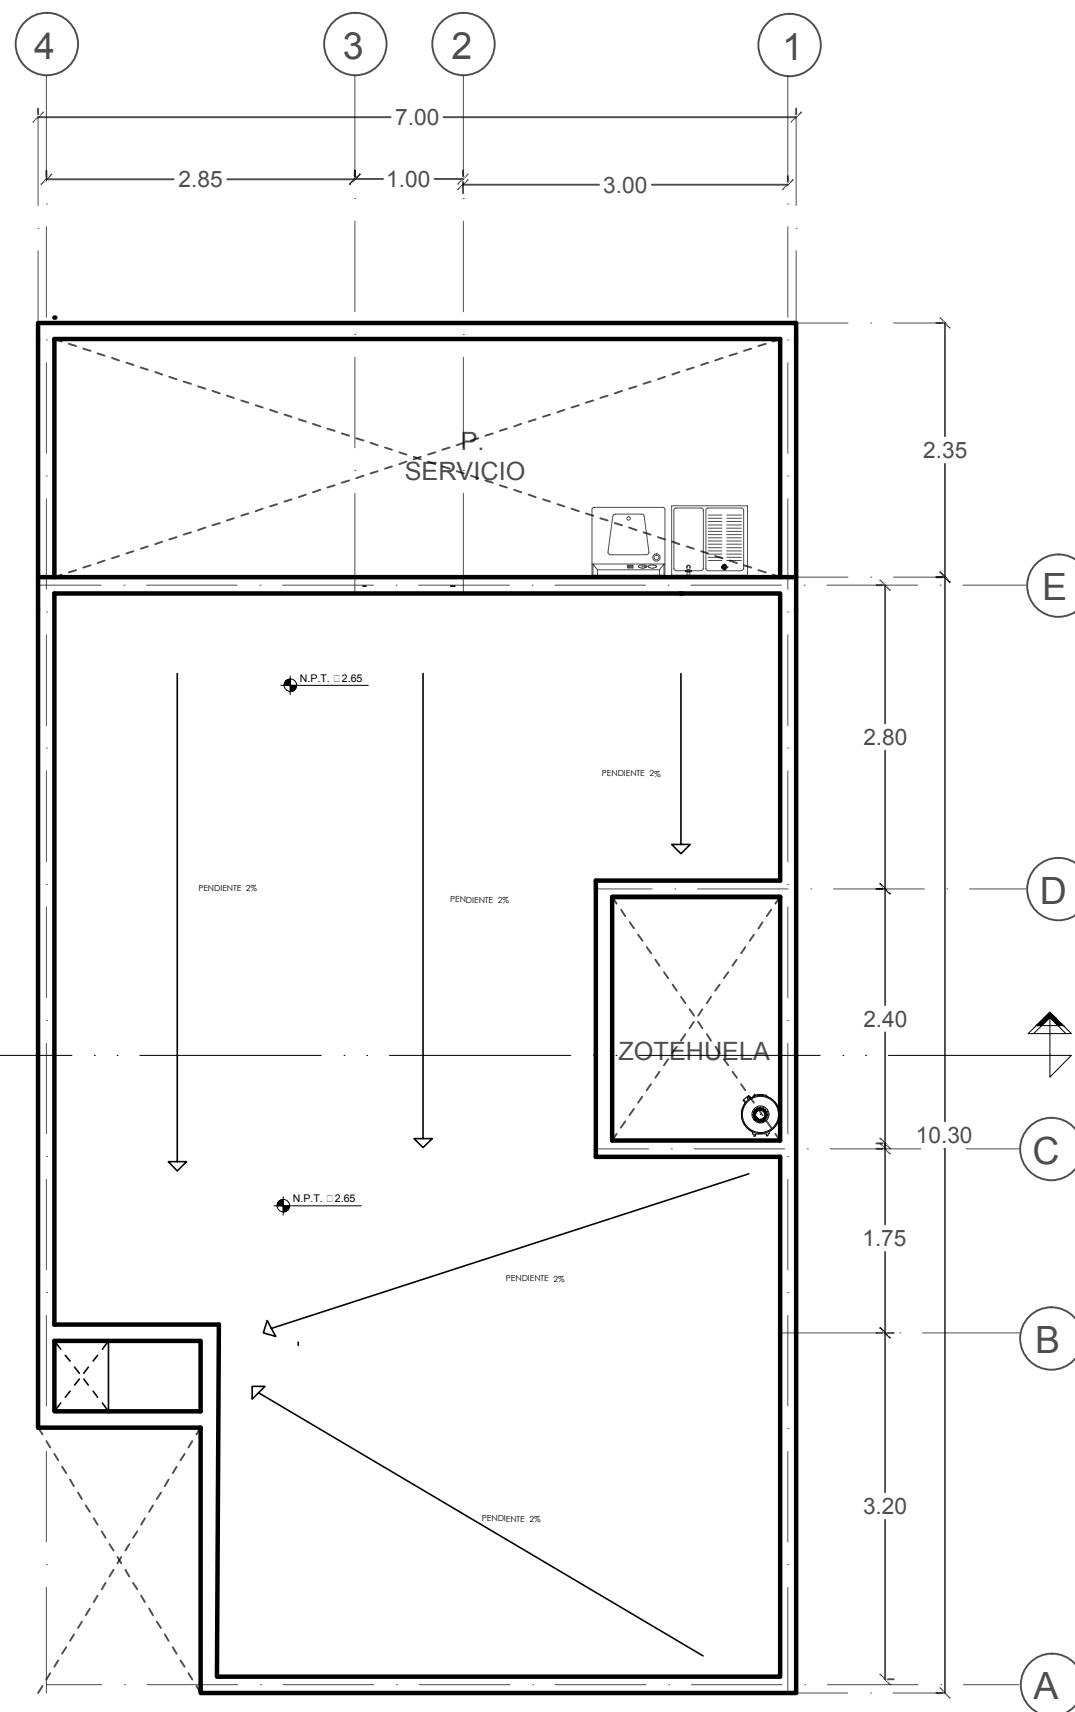 4 3 2 1
7.00
2.85 1.00 3.00
P.
SERVICIO
2.35
E
N.P.T. □2.65
2.80
PENDIENTE 2%
PENDIENTE 2%
PENDIENTE 2%
D
2.40
ZOTEHUELA
10.30
C
N.P.T. □2.65
1.75
PENDIENTE 2%
B
3.20
PENDIENTE 2%
A